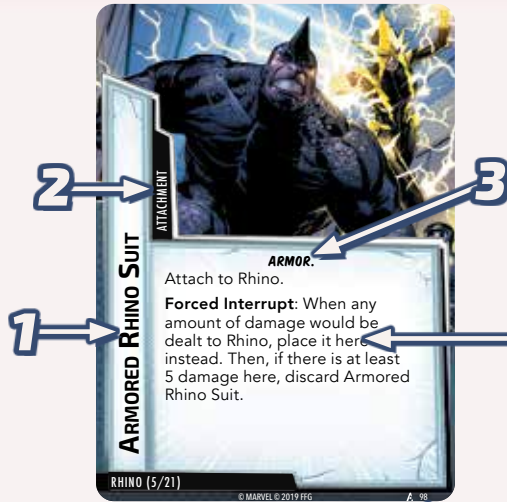 2
ATTACHMENT
3
ARMOR.
Attach to Rhino.
Forced Interrupt: When any
amount of damage would be
dealt to Rhino, place it here
instead. Then, if there is at least
5 damage here, discard Armored
Rhino Suit.
1
ARMORED RHINO SUIT
RHINO (5/21)
© MARVEL © 2019 FFG
98